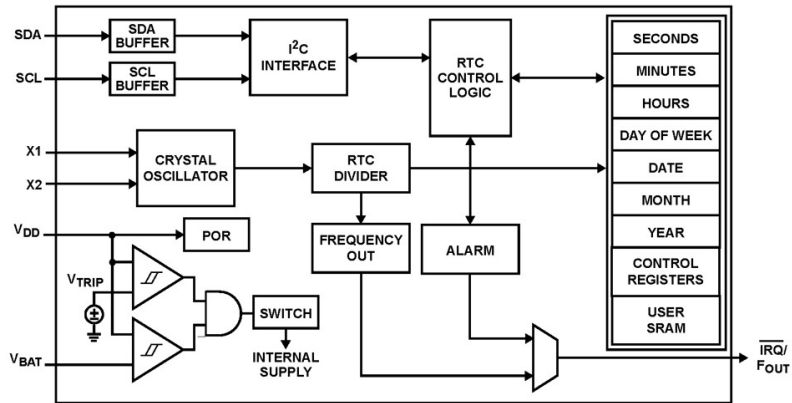 SDA
SDA
BUFFER
SCL
SCL
BUFFER
I²C
INTERFACE
RTC
CONTROL
LOGIC
SECONDS
MINUTES
HOURS
DAY OF WEEK
DATE
MONTH
YEAR
CONTROL
REGISTERS
USER
SRAM
X1
X2
CRYSTAL
OSCILLATOR
RTC
DIVIDER
FREQUENCY
OUT
ALARM
VDD
POR
VTRIP
SWITCH
INTERNAL
SUPPLY
VBAT
IRQ/
FOUT